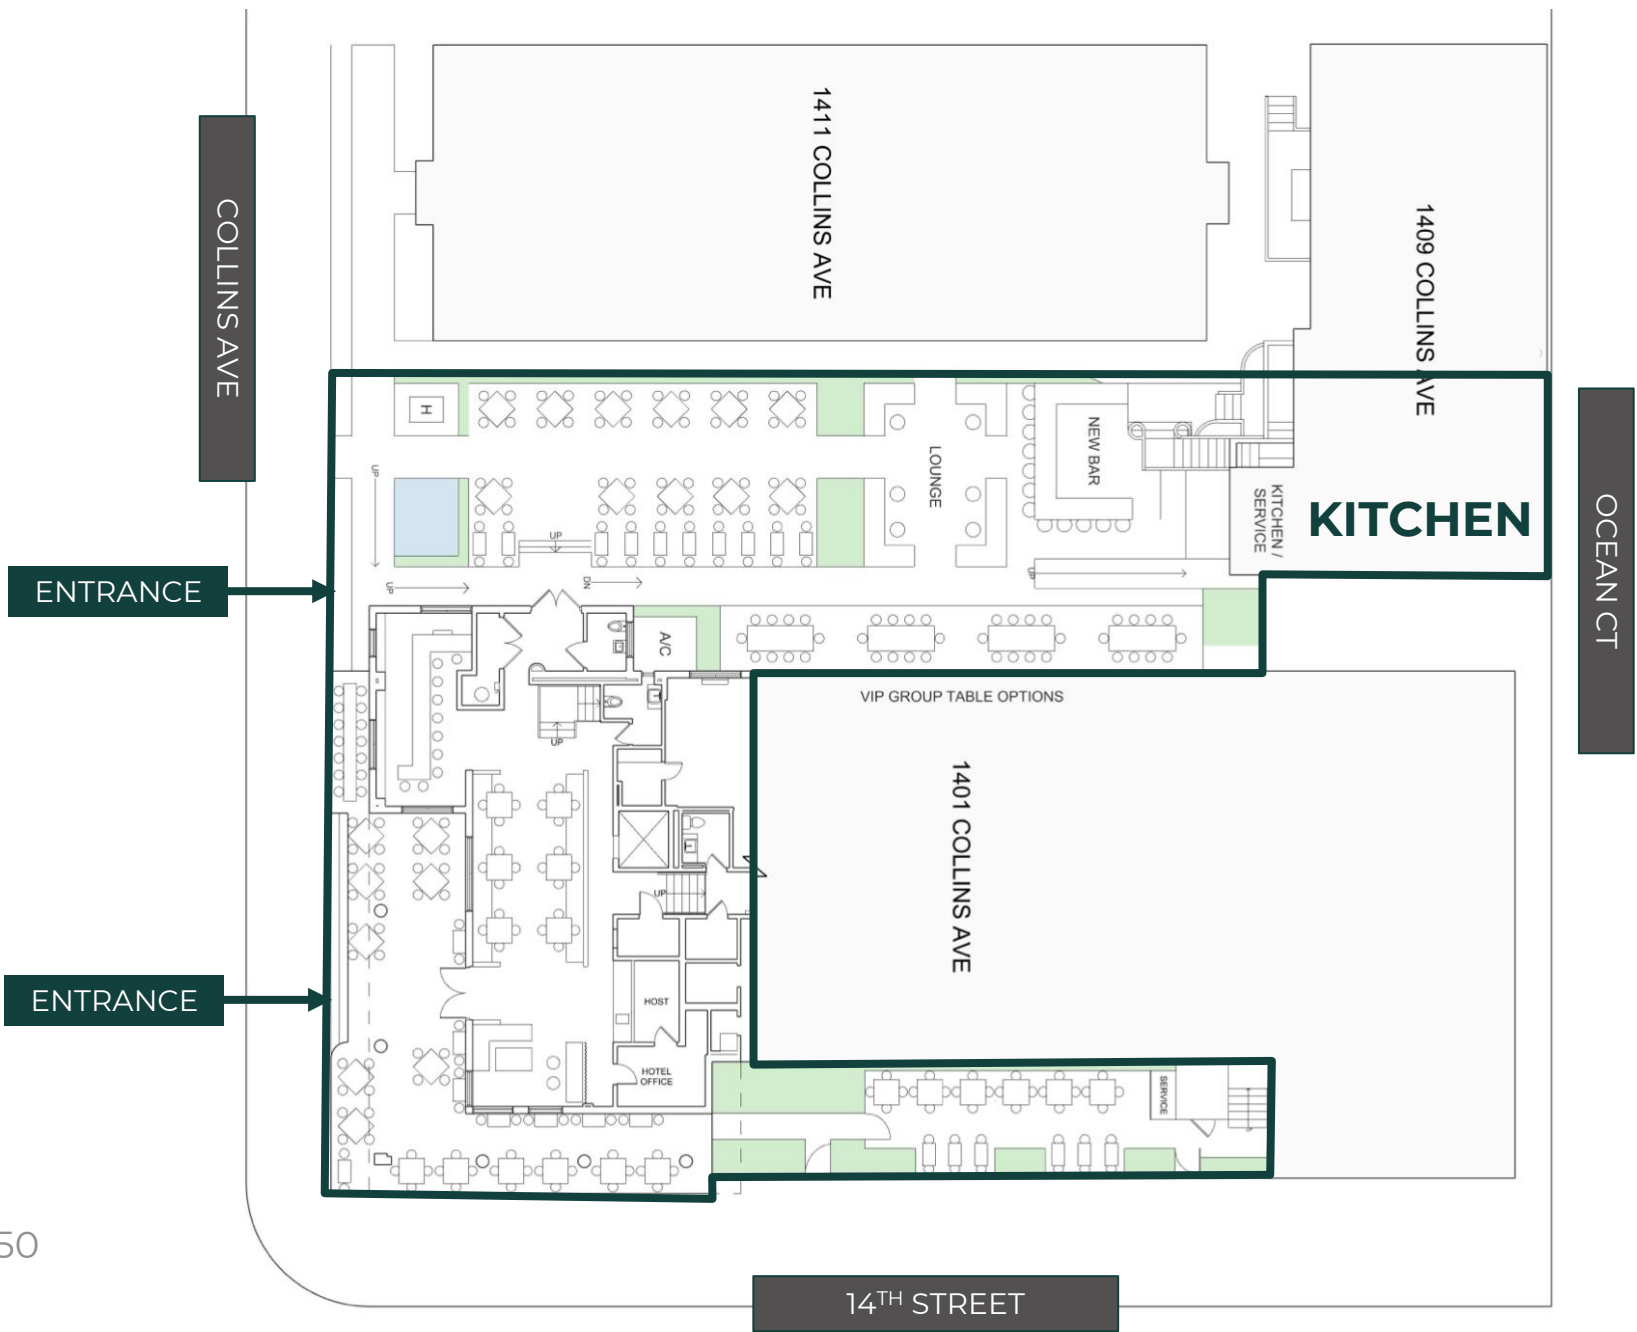 1411 COLLINS AVE
COLLINS AVE
1409 COLLINS AVE
H
UP
LOUNGE
NEW BAR
KITCHEN /
SERVICE
KITCHEN
OCEAN CT
ENTRANCE
UP
UP
DN
UP
A/C
VIP GROUP TABLE OPTIONS
UP
1401 COLLINS AVE
UP
ENTRANCE
HOST
HOTEL
OFFICE
SERVICE
50
14TH STREET